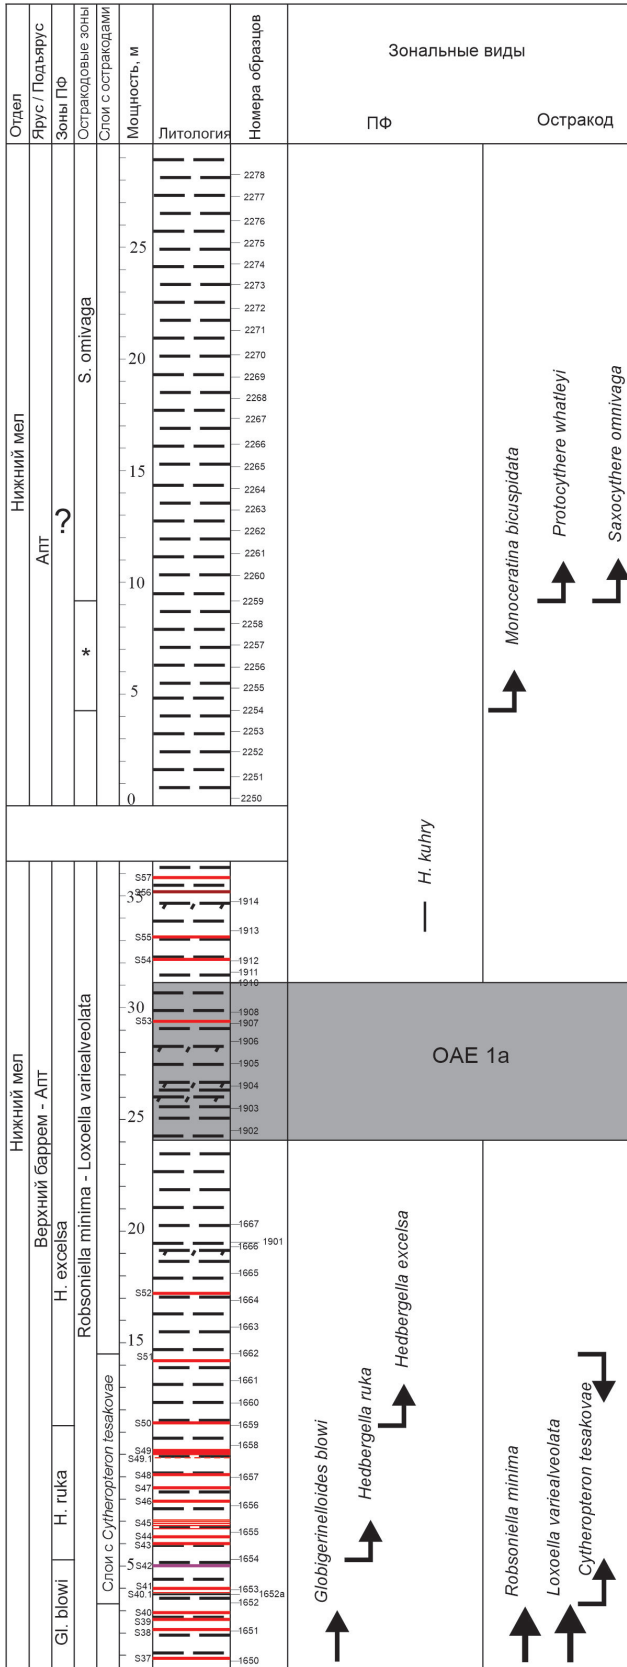 Отдел
Ярус / Подъярус
Зоны ПФ
Остракодовые зоны
Слои с остракодами
Мощность, м
Литология
Номера образцов
Зональные виды
ПФ
Остракод
Нижний мел
Апт
?
S. omivaga
*
25
20
15
10
5
0
2278
2277
2276
2275
2274
2273
2272
2271
2270
2269
2268
2267
2266
2265
2264
2263
2262
2261
2260
2259
2258
2257
2256
2255
2254
2253
2252
2251
2250
Monoceratina bicuspidata
Protocythere whatleyi
Saxocythere omnivaga
H. kuhry
Нижний мел
Верхний баррем - Апт
H. excelsa
H. ruka
Gl. blowi
Robsoniella minima - Loxoella variealveolata
Слои с Cytheropteron tesakovae
35
30
25
20
15
5
S57
S56
S55
S54
S53
S52
S51
S50
S49
S49.1
S48
S47
S46
S45
S44
S43
S42
S41
S40.1
S40
S39
S38
S37
1914
1913
1912
1911
1910
1908
1907
1906
1905
1904
1903
1902
1667
1901
1666
1665
1664
1663
1662
1661
1660
1659
1658
1657
1656
1655
1654
1653
1652a
1652
1651
1650
OAE 1a
Globigerinelloides blowi
Hedbergella ruka
Hedbergella excelsa
Robsoniella minima
Loxoella variealveolata
Cytheropteron tesakovae